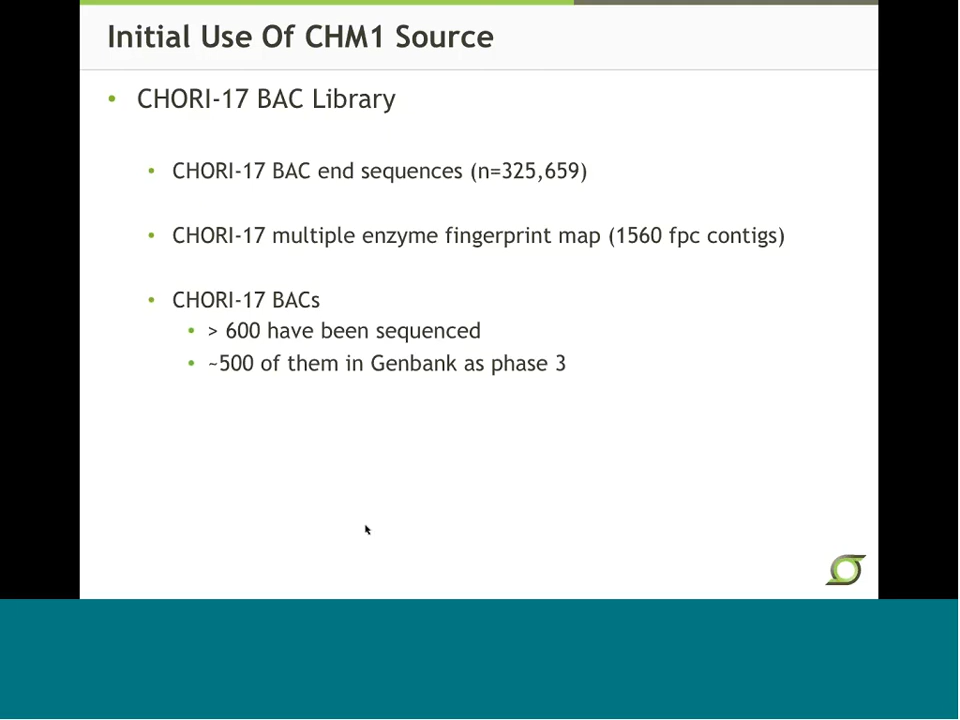 Initial Use Of CHM1 Source
• CHORI-17 BAC Library
• CHORI-17 BAC end sequences (n=325,659)
• CHORI-17 multiple enzyme fingerprint map (1560 fpc contigs)
• CHORI-17 BACs
• > 600 have been sequenced
• ~500 of them in Genbank as phase 3